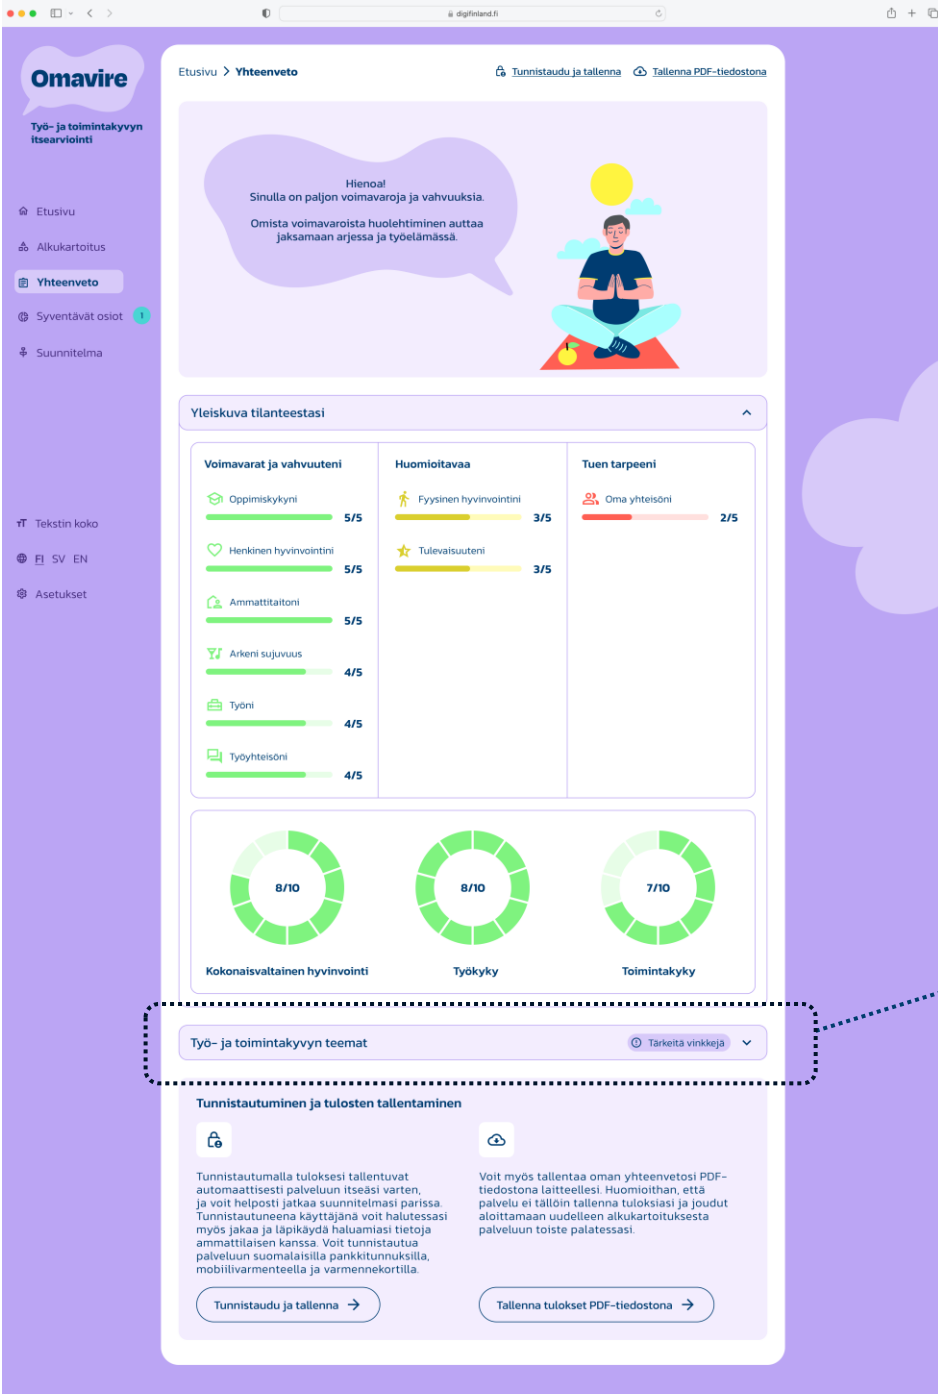 digifinland.fi
Omavire
Työ- ja toimintakyvyn
itsearviointi
Etusivu
Alkukartoitus
Yhteenveto
Syventävät osiot 1
Suunnitelma
Tekstin koko
FI SV EN
Asetukset
Etusivu > Yhteenveto
Tunnistaudu ja tallenna
Tallenna PDF-tiedostona
Hienoa!
Sinulla on paljon voimavaroja ja vahvuuksia.
Omista voimavaroista huolehtiminen auttaa
jaksamaan arjessa ja työelämässä.
Yleiskuva tilanteestasi
Voimavarat ja vahvuuteni
Oppimiskykyni
5/5
Henkinen hyvinvointini
5/5
Ammattitaitoni
5/5
Arkeni sujuvuus
4/5
Työni
4/5
Työyhteisöni
4/5
Huomioitavaa
Fyysinen hyvinvointini
3/5
Tulevaisuuteni
3/5
Tuen tarpeeni
Oma yhteisöni
2/5
8/10
Kokonaisvaltainen hyvinvointi
8/10
Työkyky
7/10
Toimintakyky
Työ- ja toimintakyvyn teemat
Tärkeitä vinkkejä
Tunnistautuminen ja tulosten tallentaminen
Tunnistautumalla tuloksesi tallentuvat
automaattisesti palveluun itseäsi varten,
ja voit helposti jatkaa suunnitelmasi parissa.
Tunnistautuneena käyttäjänä voit halutessasi
myös jakaa ja läpikäydä haluamiasi tietoja
ammattilaisen kanssa. Voit tunnistautua
palveluun suomalaisilla pankkitunnuksilla,
mobiilivarmenteella ja varmennekortilla.
Tunnistaudu ja tallenna
Voit myös tallentaa oman yhteenvetosi PDF-
tiedostona laitteellesi. Huomioithan, että
palvelu ei tällöin tallenna tuloksiasi ja joudut
aloittamaan uudelleen alkukartoituksesta
palveluun toiste palatessasi.
Tallenna tulokset PDF-tiedostona